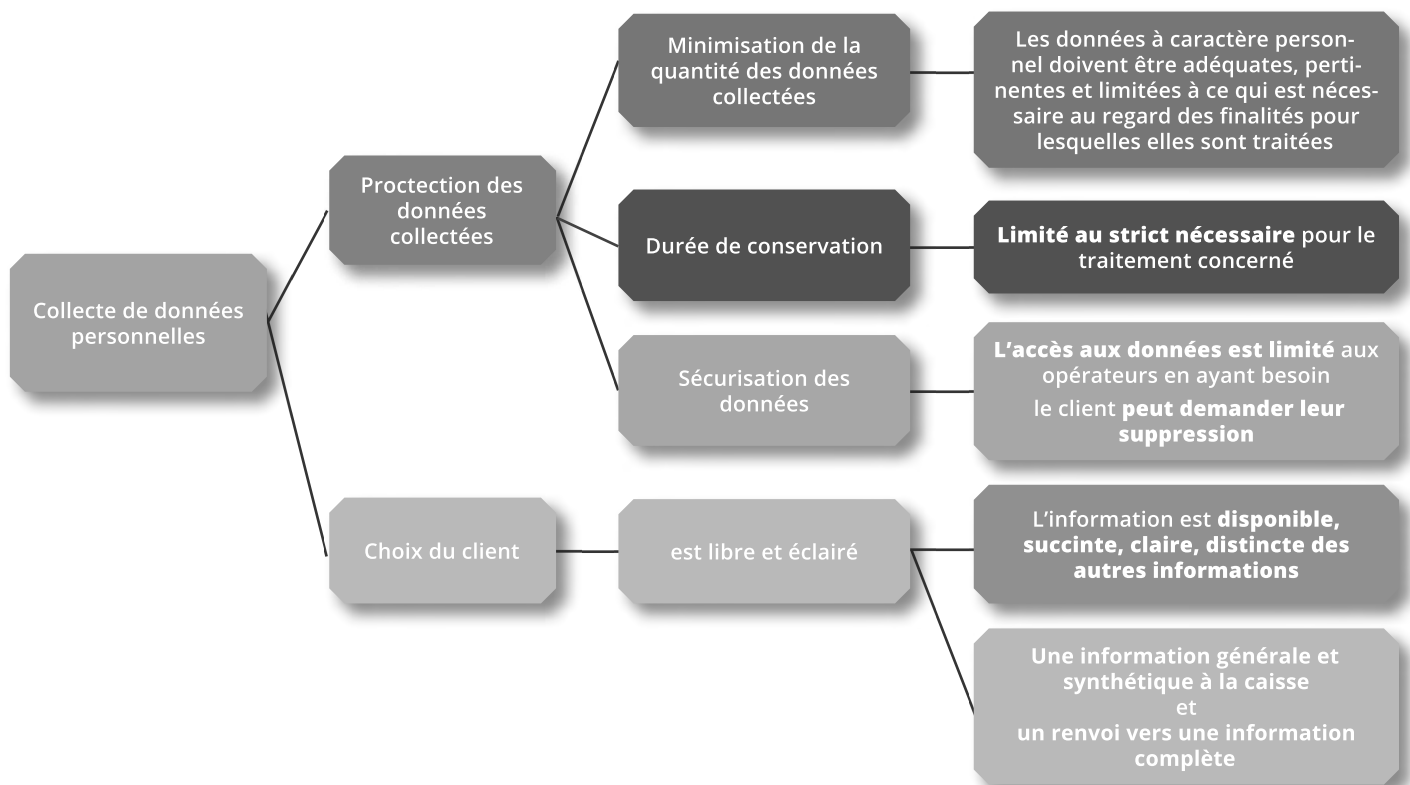 Collecte de données
personnelles
Proctection des
données
collectées
Minimisation de la
quantité des données
collectées
Les données à caractère person-
nel doivent être adéquates, perti-
nentes et limitées à ce qui est néces-
saire au regard des finalités pour
lesquelles elles sont traitées
Durée de conservation
Limité au strict nécessaire pour le
traitement concerné
Sécurisation des
données
L’accès aux données est limité aux
opérateurs en ayant besoin
le client peut demander leur
suppression
Choix du client
est libre et éclairé
L’information est disponible,
succinte, claire, distincte des
autres informations
Une information générale et
synthétique à la caisse
et
un renvoi vers une information
complète